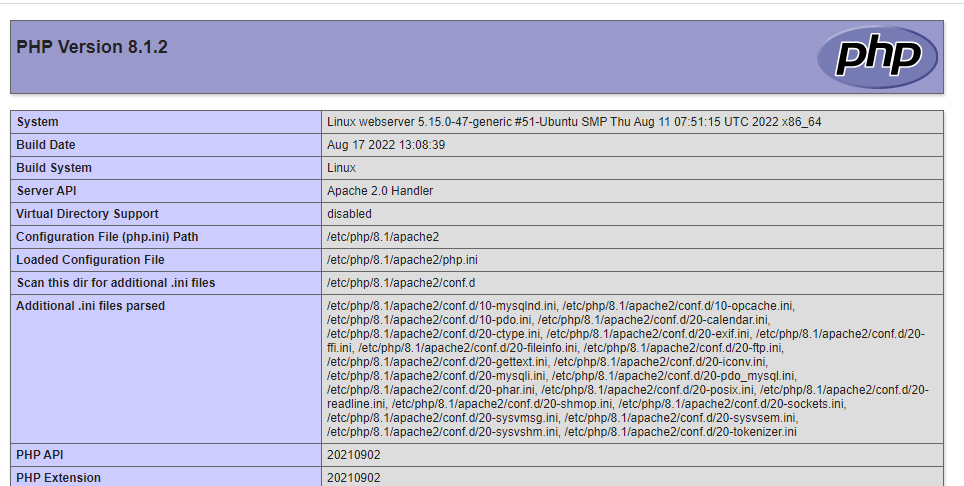 PHP Version 8.1.2
php
System Linux webserver 5.15.0-47-generic #51-Ubuntu SMP Thu Aug 11 07:51:15 UTC 2022 x86_64
Build Date Aug 17 2022 13:08:39
Build System Linux
Server API Apache 2.0 Handler
Virtual Directory Support disabled
Configuration File (php.ini) Path /etc/php/8.1/apache2
Loaded Configuration File /etc/php/8.1/apache2/php.ini
Scan this dir for additional .ini files /etc/php/8.1/apache2/conf.d
Additional .ini files parsed /etc/php/8.1/apache2/conf.d/10-mysqlnd.ini, /etc/php/8.1/apache2/conf.d/10-opcache.ini,
/etc/php/8.1/apache2/conf.d/10-pdo.ini, /etc/php/8.1/apache2/conf.d/20-calendar.ini,
/etc/php/8.1/apache2/conf.d/20-ctype.ini, /etc/php/8.1/apache2/conf.d/20-exif.ini, /etc/php/8.1/apache2/conf.d/20-
ffi.ini, /etc/php/8.1/apache2/conf.d/20-fileinfo.ini, /etc/php/8.1/apache2/conf.d/20-ftp.ini,
/etc/php/8.1/apache2/conf.d/20-gettext.ini, /etc/php/8.1/apache2/conf.d/20-iconv.ini,
/etc/php/8.1/apache2/conf.d/20-mysqli.ini, /etc/php/8.1/apache2/conf.d/20-pdo_mysql.ini,
/etc/php/8.1/apache2/conf.d/20-phar.ini, /etc/php/8.1/apache2/conf.d/20-posix.ini, /etc/php/8.1/apache2/conf.d/20-
readline.ini, /etc/php/8.1/apache2/conf.d/20-shmop.ini, /etc/php/8.1/apache2/conf.d/20-sockets.ini,
/etc/php/8.1/apache2/conf.d/20-sysvmsg.ini, /etc/php/8.1/apache2/conf.d/20-sysvsem.ini,
/etc/php/8.1/apache2/conf.d/20-sysvshm.ini, /etc/php/8.1/apache2/conf.d/20-tokenizer.ini
PHP API 20210902
PHP Extension 20210902